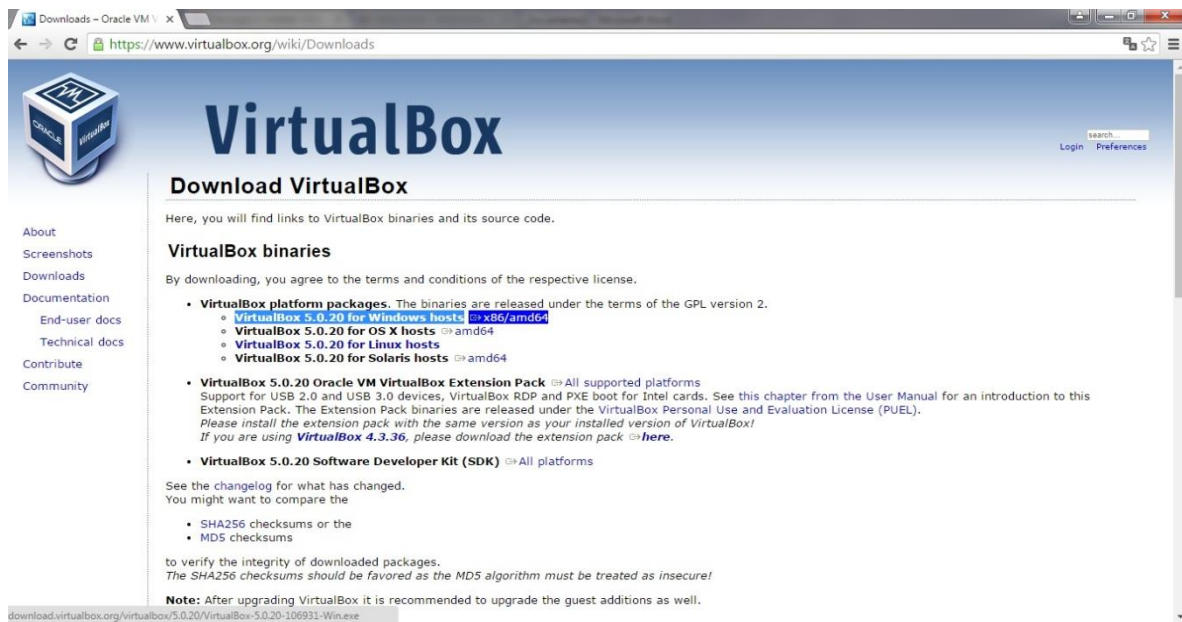 Downloads – Oracle VM V
https://www.virtualbox.org/wiki/Downloads
ORACLE
VirtualBox
VirtualBox
search...
Login Preferences
Download VirtualBox
Here, you will find links to VirtualBox binaries and its source code.
About
Screenshots
Downloads
Documentation
End-user docs
Technical docs
Contribute
Community
VirtualBox binaries
By downloading, you agree to the terms and conditions of the respective license.
• VirtualBox platform packages. The binaries are released under the terms of the GPL version 2.
VirtualBox 5.0.20 for Windows hosts x86/amd64
VirtualBox 5.0.20 for OS X hosts amd64
VirtualBox 5.0.20 for Linux hosts
VirtualBox 5.0.20 for Solaris hosts amd64
• VirtualBox 5.0.20 Oracle VM VirtualBox Extension Pack All supported platforms
Support for USB 2.0 and USB 3.0 devices, VirtualBox RDP and PXE boot for Intel cards. See this chapter from the User Manual for an introduction to this
Extension Pack. The Extension Pack binaries are released under the VirtualBox Personal Use and Evaluation License (PUEL).
Please install the extension pack with the same version as your installed version of VirtualBox!
If you are using VirtualBox 4.3.36, please download the extension pack here.
• VirtualBox 5.0.20 Software Developer Kit (SDK) All platforms
See the changelog for what has changed.
You might want to compare the
• SHA256 checksums or the
• MD5 checksums
to verify the integrity of downloaded packages.
The SHA256 checksums should be favored as the MD5 algorithm must be treated as insecure!
Note: After upgrading VirtualBox it is recommended to upgrade the guest additions as well.
download.virtualbox.org/virtualbox/5.0.20/VirtualBox-5.0.20-106931-Win.exe